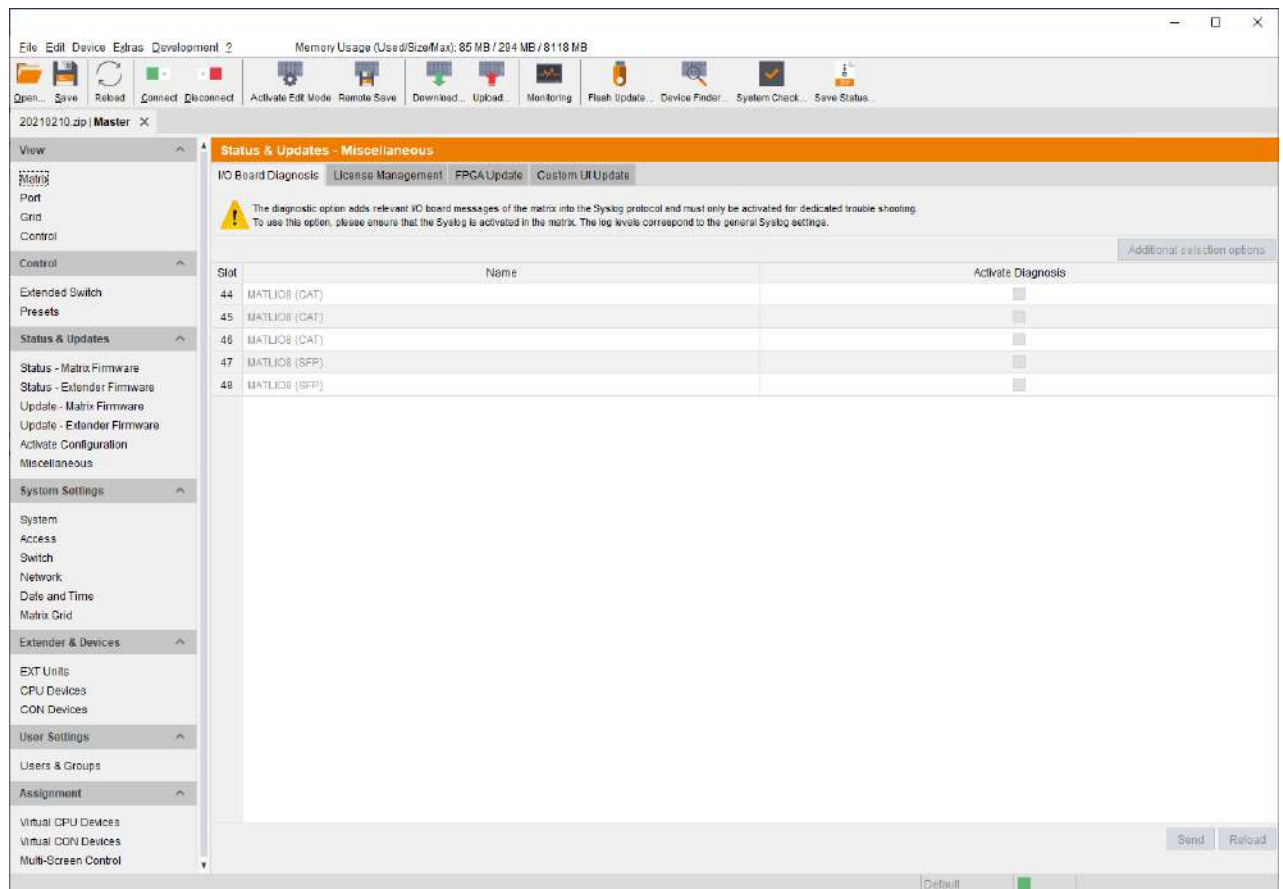 File Edit Device Extras Development ? Memory Usage (Used/Size/Max): 85 MB / 294 MB / 8118 MB
Open... Save Reload Connect Disconnect Activate Edit Mode Remote Save Download... Upload... Monitoring Flash Update... Device Finder... System Check... Save Status...
20210210.zip | Master
View
Matrix
Port
Grid
Control
Control
Extended Switch
Presets
Status & Updates
Status - Matrix Firmware
Status - Extender Firmware
Update - Matrix Firmware
Update - Extender Firmware
Activate Configuration
Miscellaneous
System Settings
System
Access
Switch
Network
Date and Time
Matrix Grid
Extender & Devices
EXT Units
CPU Devices
CON Devices
User Settings
Users & Groups
Assignment
Virtual CPU Devices
Virtual CON Devices
Multi-Screen Control
Status & Updates - Miscellaneous
I/O Board Diagnosis License Management FPGA Update Custom UI Update
The diagnostic option adds relevant I/O board messages of the matrix into the Syslog protocol and must only be activated for dedicated trouble shooting.
To use this option, please ensure that the Syslog is activated in the matrix. The log levels correspond to the general Syslog settings.
Additional selection options
Slot Name Activate Diagnosis
44 MATLIO8 (CAT)
45 MATLIO8 (CAT)
46 MATLIO8 (CAT)
47 MATLIO8 (SFP)
48 MATLIO8 (SFP)
Send Reload
Default